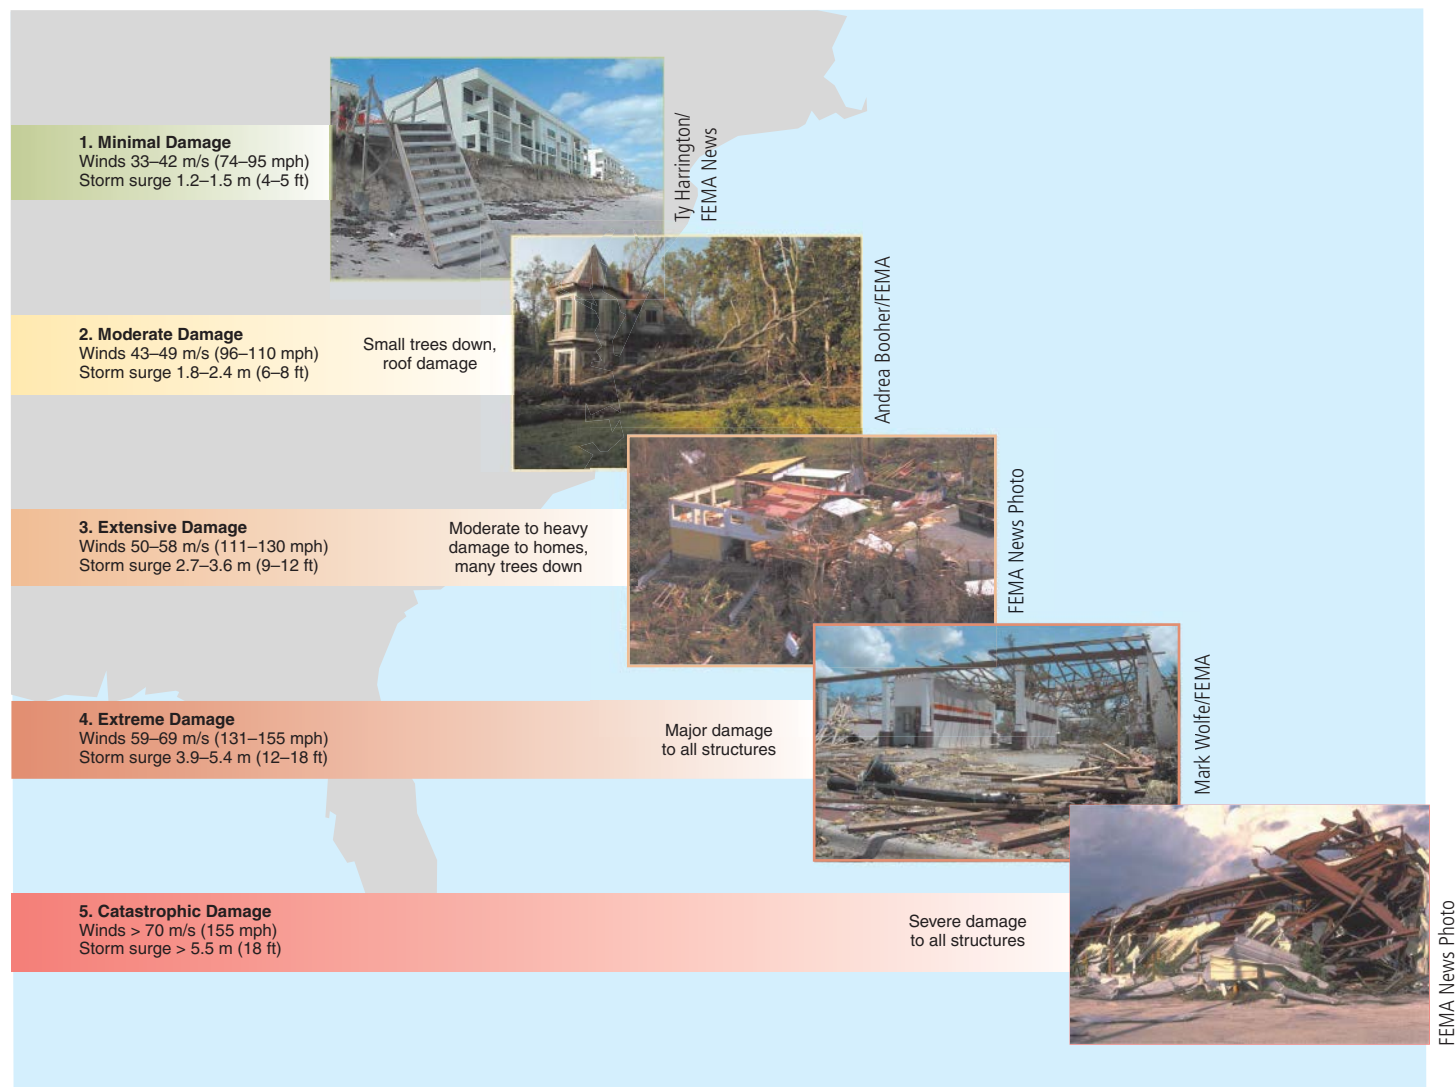 1. Minimal Damage
Winds 33–42 m/s (74–95 mph)
Storm surge 1.2–1.5 m (4–5 ft)
Ty Harrington/
FEMA News
2. Moderate Damage
Winds 43–49 m/s (96–110 mph)
Storm surge 1.8–2.4 m (6–8 ft)
Small trees down,
roof damage
Andrea Booher/FEMA
3. Extensive Damage
Winds 50–58 m/s (111–130 mph)
Storm surge 2.7–3.6 m (9–12 ft)
Moderate to heavy
damage to homes,
many trees down
FEMA News Photo
4. Extreme Damage
Winds 59–69 m/s (131–155 mph)
Storm surge 3.9–5.4 m (12–18 ft)
Major damage
to all structures
Mark Wolfe/FEMA
5. Catastrophic Damage
Winds > 70 m/s (155 mph)
Storm surge > 5.5 m (18 ft)
Severe damage
to all structures
FEMA News Photo